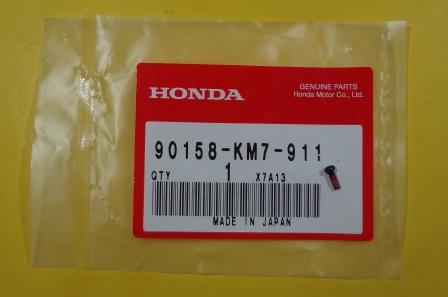 HONDA
GENUINE PARTS
Honda Motor Co., Ltd.
90158-KM7-911
QTY 1 X7A13
MADE IN JAPAN